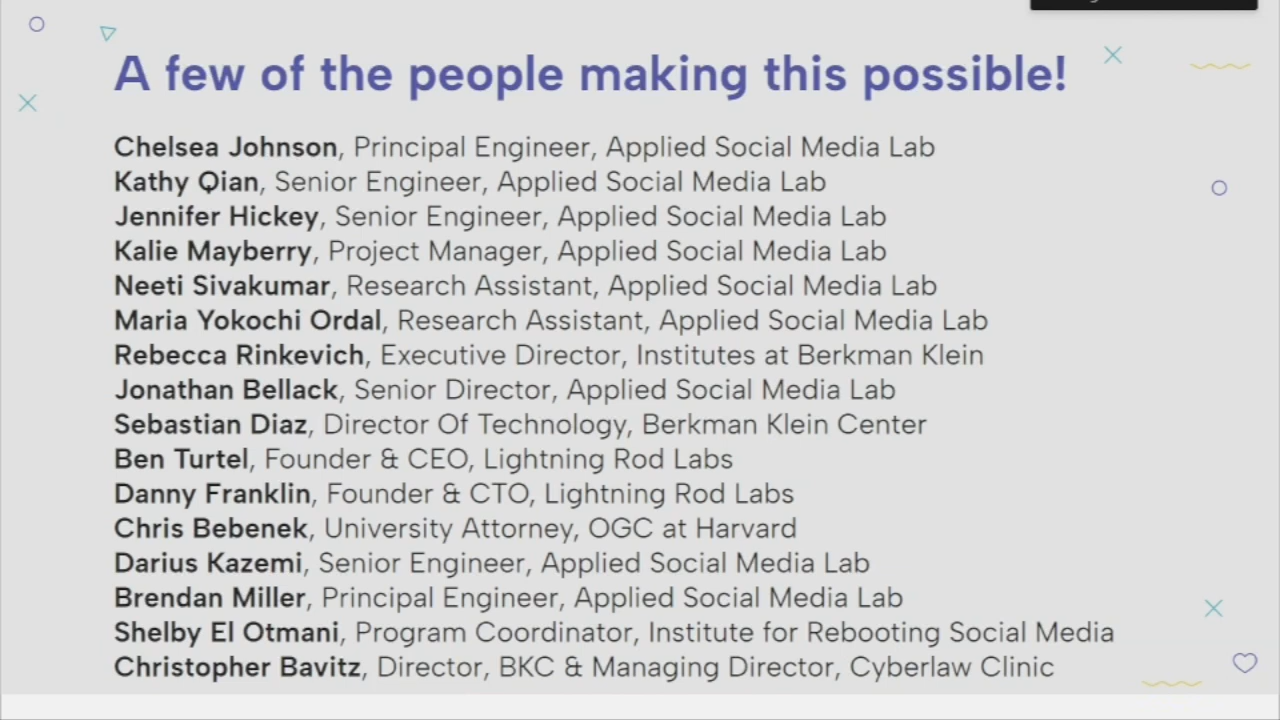 A few of the people making this possible!
Chelsea Johnson, Principal Engineer, Applied Social Media Lab
Kathy Qian, Senior Engineer, Applied Social Media Lab
Jennifer Hickey, Senior Engineer, Applied Social Media Lab
Kalie Mayberry, Project Manager, Applied Social Media Lab
Neeti Sivakumar, Research Assistant, Applied Social Media Lab
Maria Yokochi Ordal, Research Assistant, Applied Social Media Lab
Rebecca Rinkevich, Executive Director, Institutes at Berkman Klein
Jonathan Bellack, Senior Director, Applied Social Media Lab
Sebastian Diaz, Director Of Technology, Berkman Klein Center
Ben Turtel, Founder & CEO, Lightning Rod Labs
Danny Franklin, Founder & CTO, Lightning Rod Labs
Chris Bebenek, University Attorney, OGC at Harvard
Darius Kazemi, Senior Engineer, Applied Social Media Lab
Brendan Miller, Principal Engineer, Applied Social Media Lab
Shelby El Otmani, Program Coordinator, Institute for Rebooting Social Media
Christopher Bavitz, Director, BKC & Managing Director, Cyberlaw Clinic